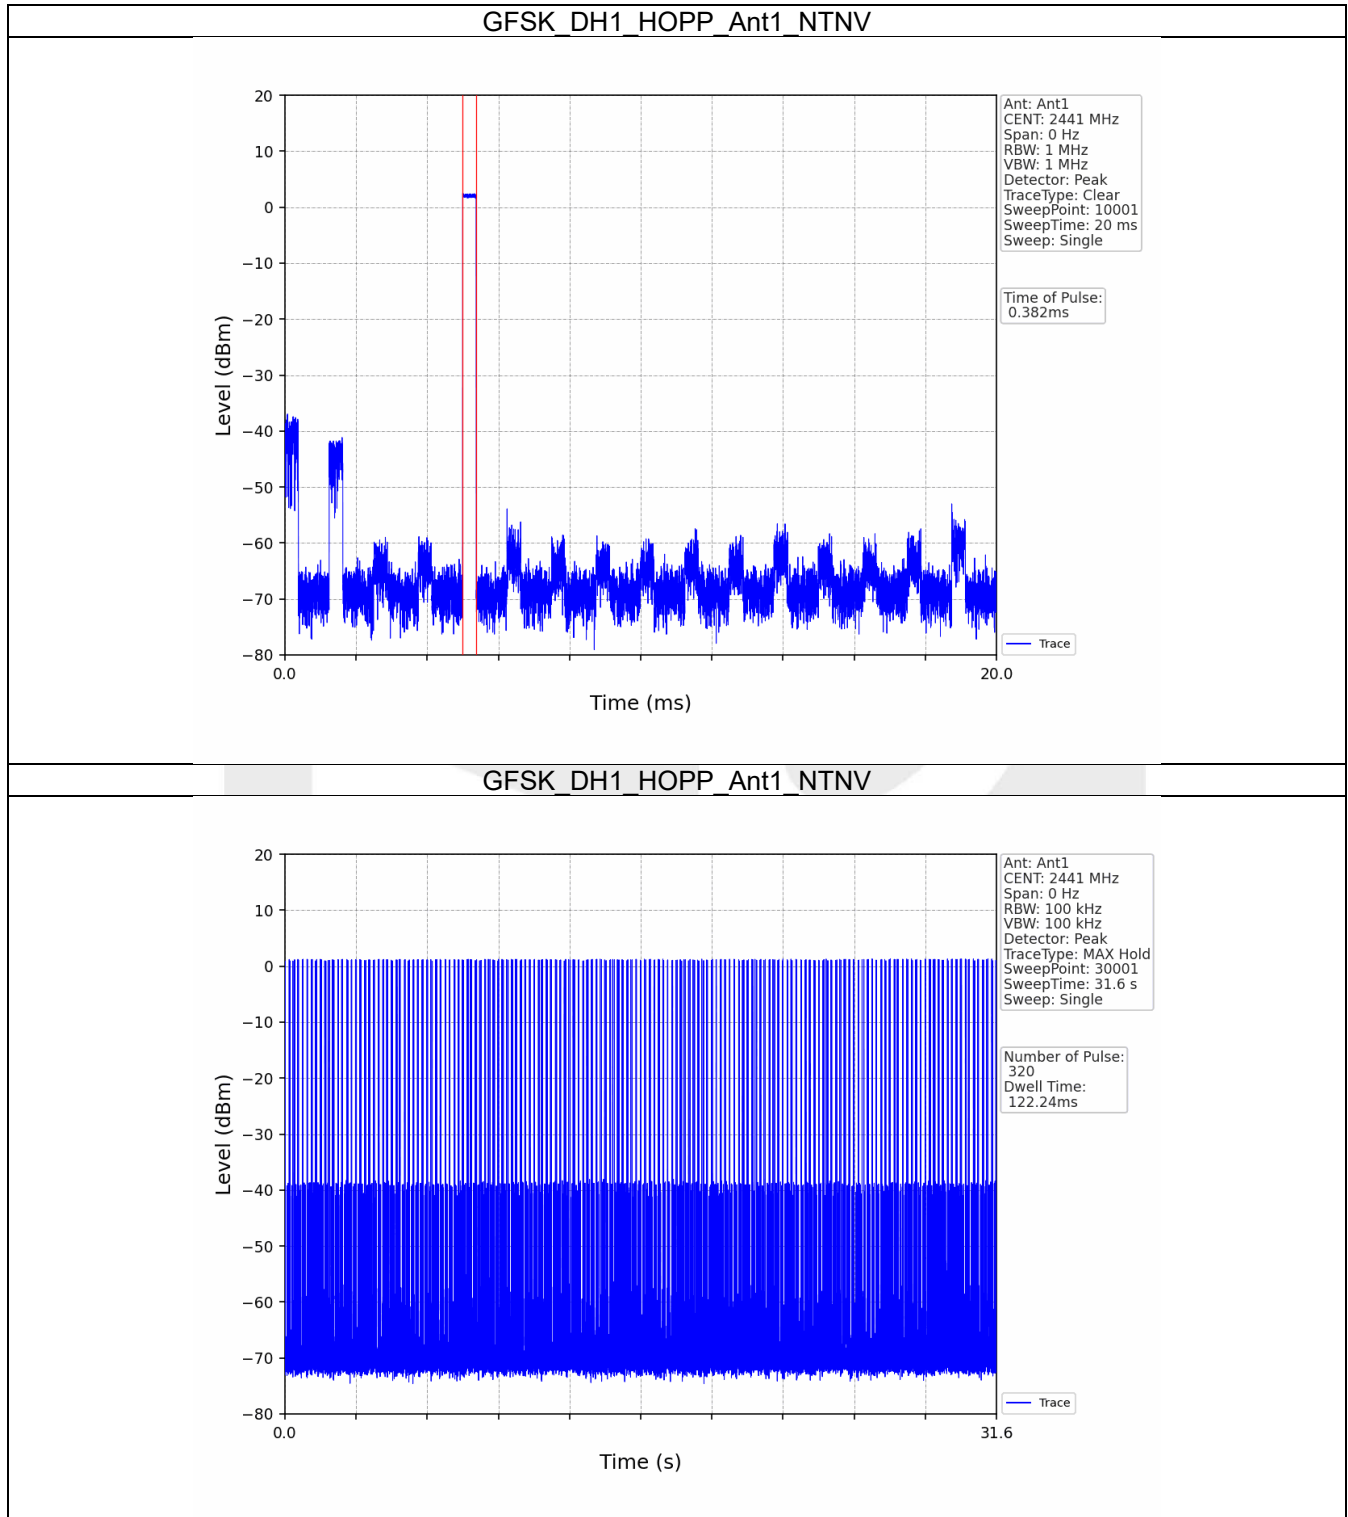 GFSK_DH1_HOPP_Ant1_NTNV
20
10
0
−10
−20
−30
−40
−50
−60
−70
−80
Level (dBm)
0.0
20.0
Time (ms)
Ant: Ant1
CENT: 2441 MHz
Span: 0 Hz
RBW: 1 MHz
VBW: 1 MHz
Detector: Peak
TraceType: Clear
SweepPoint: 10001
SweepTime: 20 ms
Sweep: Single
Time of Pulse:
0.382ms
Trace
GFSK_DH1_HOPP_Ant1_NTNV
20
10
0
−10
−20
−30
−40
−50
−60
−70
−80
Level (dBm)
0.0
31.6
Time (s)
Ant: Ant1
CENT: 2441 MHz
Span: 0 Hz
RBW: 100 kHz
VBW: 100 kHz
Detector: Peak
TraceType: MAX Hold
SweepPoint: 30001
SweepTime: 31.6 s
Sweep: Single
Number of Pulse:
320
Dwell Time:
122.24ms
Trace